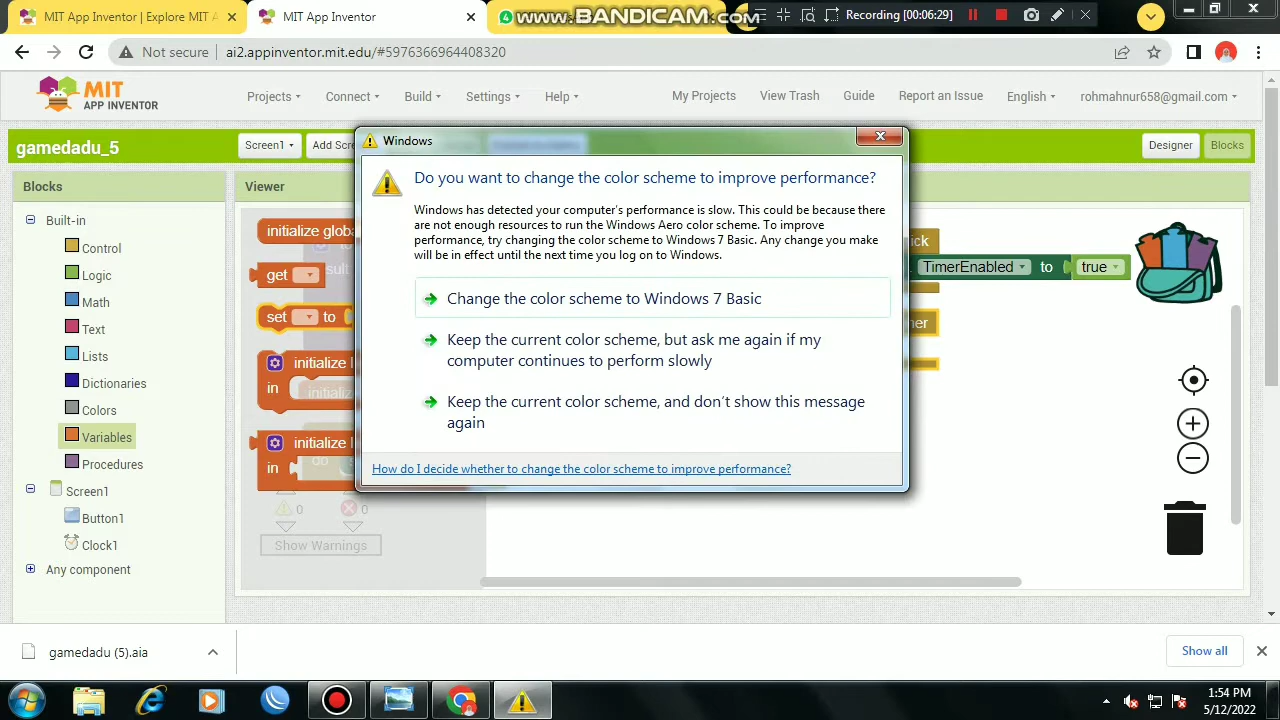 MIT App Inventor | Explore MIT A
MIT App Inventor
WWW.BANDICAM.COM
Recording [00:06:29]
Not secure
ai2.appinventor.mit.edu/#5976366964408320
MIT
APP INVENTOR
Projects
Connect
Build
Settings
Help
My Projects
View Trash
Guide
Report an Issue
English
rohmahnur658@gmail.com
gamedadu_5
Screen1
Add Scre
Designer
Blocks
Blocks
Viewer
Built-in
Control
Logic
Math
Text
Lists
Dictionaries
Colors
Variables
Procedures
Screen1
Button1
Clock1
Any component
initialize globa
get
set
to
initialize l
in
initialize l
in
do
0
0
Show Warnings
Windows
Do you want to change the color scheme to improve performance?
Windows has detected your computer's performance is slow. This could be because there
are not enough resources to run the Windows Aero color scheme. To improve
performance, try changing the color scheme to Windows 7 Basic. Any change you make
will be in effect until the next time you log on to Windows.
Change the color scheme to Windows 7 Basic
Keep the current color scheme, but ask me again if my
computer continues to perform slowly
Keep the current color scheme, and don't show this message
again
How do I decide whether to change the color scheme to improve performance?
ick
TimerEnabled
to
true
ner
gamedadu (5).aia
Show all
1:54 PM
5/12/2022